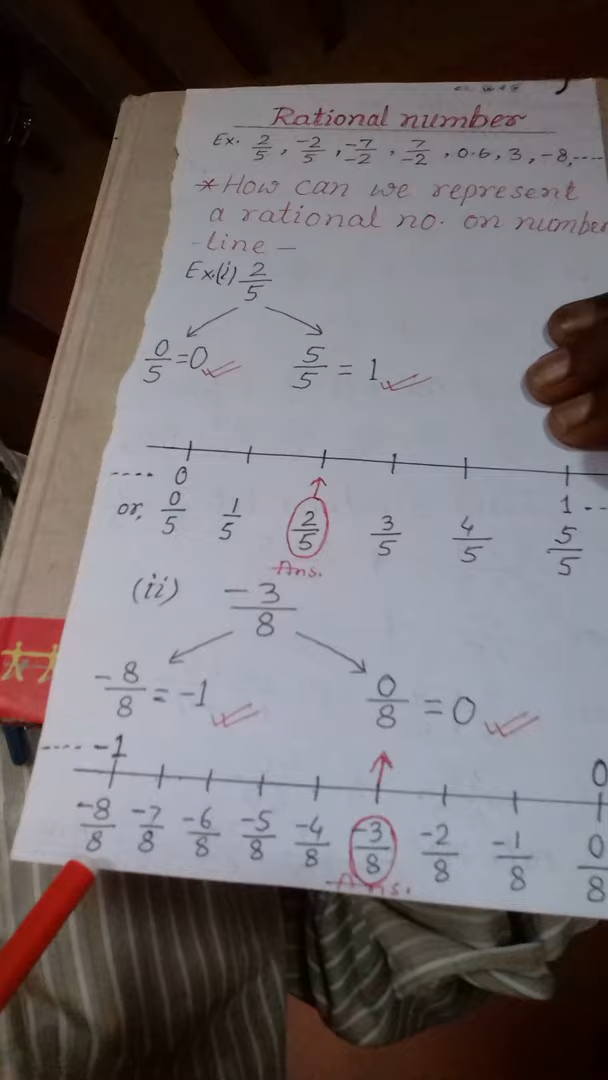 Rational number
Ex. 2/5, -2/5, -7/-2, 7/-2, 0.6, 3, -8, ----
*How can we represent
a rational no. on number
line -
Ex.(i) 2/5
0/5 = 0 5/5 = 1
---- 0 1 --
or, 0/5 1/5 2/5 3/5 4/5 5/5
Ans.
(ii) -3/8
-8/8 = -1 0/8 = 0
---- -1 0
-8/8 -7/8 -6/8 -5/8 -4/8 -3/8 -2/8 -1/8 0/8
Ans.